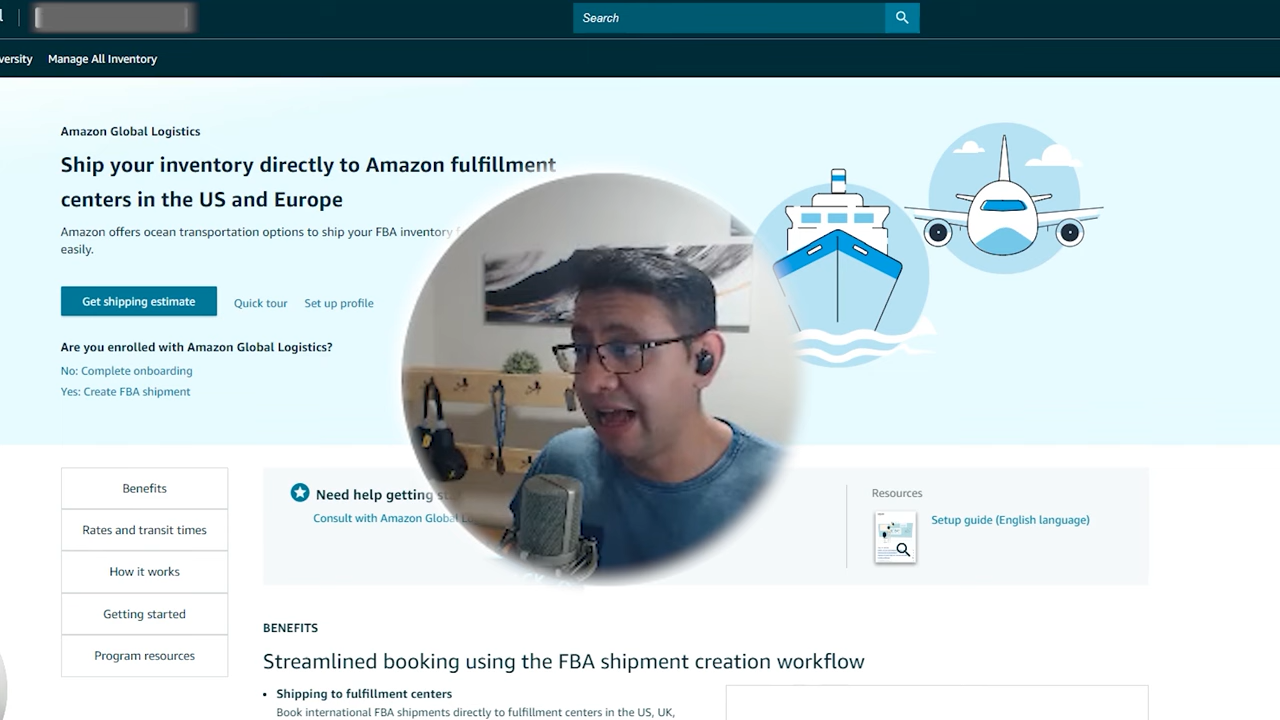 Search
versity Manage All Inventory
Amazon Global Logistics
Ship your inventory directly to Amazon fulfillment
centers in the US and Europe
Amazon offers ocean transportation options to ship your FBA inventory
easily.
Get shipping estimate Quick tour Set up profile
Are you enrolled with Amazon Global Logistics?
No: Complete onboarding
Yes: Create FBA shipment
Benefits
Rates and transit times
How it works
Getting started
Program resources
Need help getting
Consult with Amazon Global
Resources
Setup guide (English language)
BENEFITS
Streamlined booking using the FBA shipment creation workflow
• Shipping to fulfillment centers
Book international FBA shipments directly to fulfillment centers in the US, UK,